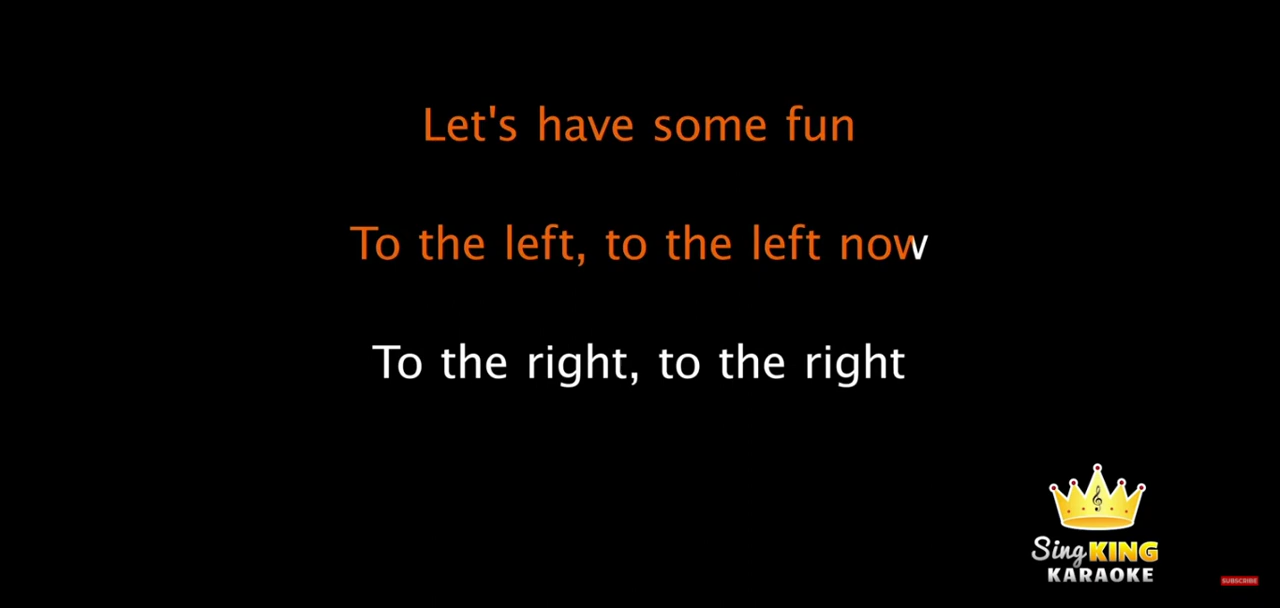 Let's have some fun
To the left, to the left now
To the right, to the right
Sing KING
KARAOKE
SUBSCRIBE